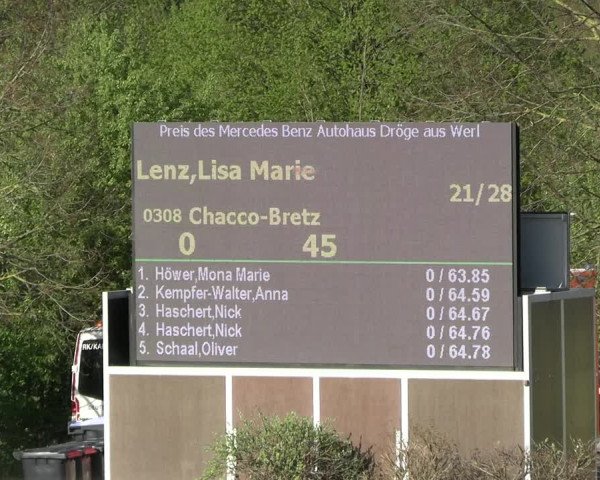 Preis des Mercedes Benz Autohaus Dröge aus Werl
Lenz,Lisa Marie
21/28
0308 Chacco-Bretz
0 45
1. Höwer,Mona Marie 0 / 63.85
2. Kempfer-Walter,Anna 0 / 64.59
3. Haschert,Nick 0 / 64.67
4. Haschert,Nick 0 / 64.76
5. Schaal,Oliver 0 / 64.78